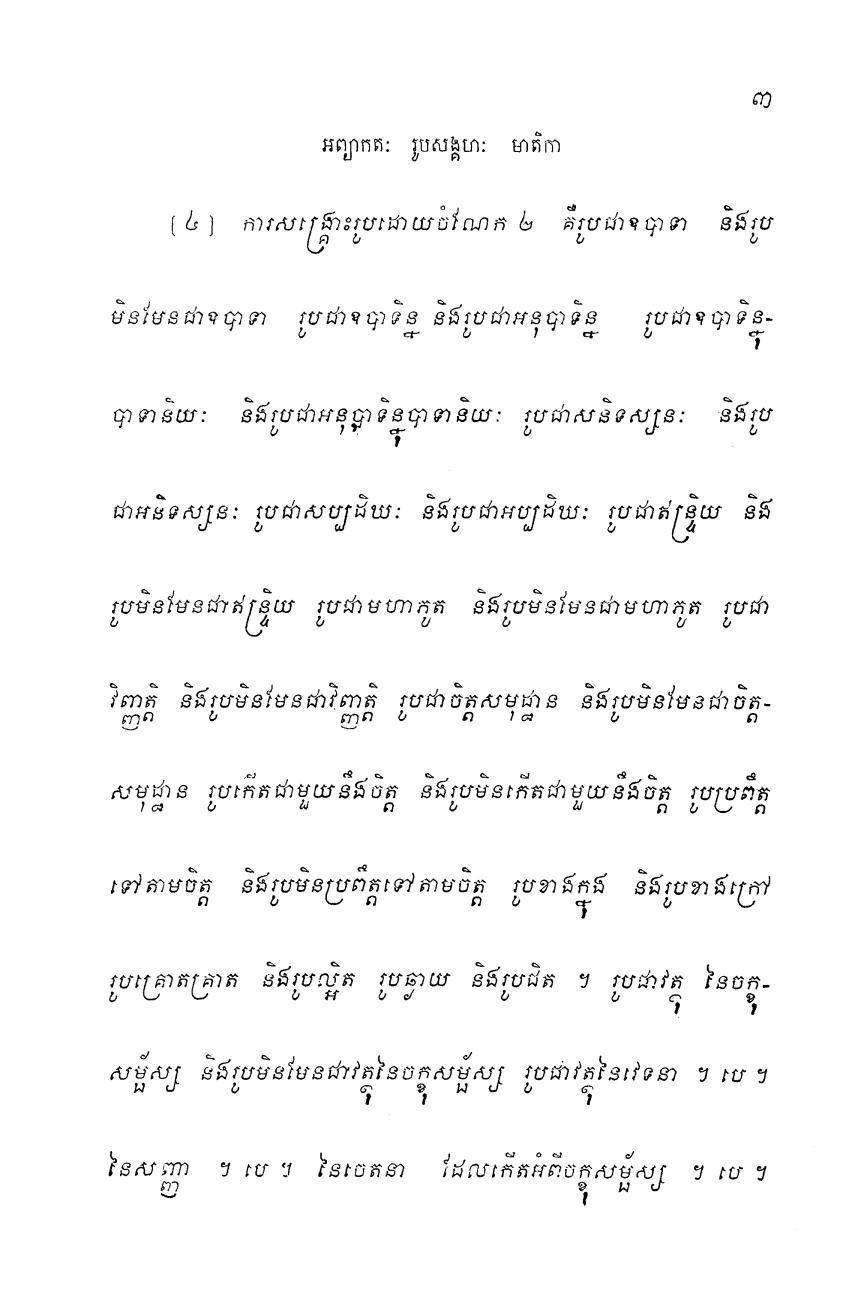 ៣
អព្យាកតៈ រូបសង្គហៈ មាតិកា
[៤] ការសង្គ្រោះរូបដោយចំណែក ២ គឺរូបជាឧបាទា និងរូប
មិនមែនជាឧបាទា រូបជាឧបាទិន្ន និងរូបជាអនុបាទិន្ន រូបជាឧបាទិន្នុ-
បាទានិយៈ និងរូបជាអនុប្បាទិន្នុបាទានិយៈ រូបជាសនិទស្សនៈ និងរូប
ជាអនិទស្សនៈ រូបជាសប្បដិឃៈ និងរូបជាអប្បដិឃៈ រូបជាឥន្ទ្រិយ និង
រូបមិនមែនជាឥន្ទ្រិយ រូបជាមហាភូត និងរូបមិនមែនជាមហាភូត រូបជា
វិញ្ញត្តិ និងរូបមិនមែនជាវិញ្ញត្តិ រូបជាចិត្តសមុដ្ឋាន និងរូបមិនមែនជាចិត្ត-
សមុដ្ឋាន រូបកើតជាមួយនឹងចិត្ត និងរូបមិនកើតជាមួយនឹងចិត្ត រូបប្រពឹត្ត
ទៅតាមចិត្ត និងរូបមិនប្រពឹត្តទៅតាមចិត្ត រូបខាងក្នុង និងរូបខាងក្រៅ
រូបគ្រោតគ្រាត និងរូបល្អិត រូបឆ្ងាយ និងរូបជិត ។ រូបជាវត្ថុ នៃចក្ខុ-
សម្ផ័ស្ស និងរូបមិនមែនជាវត្ថុនៃចក្ខុសម្ផ័ស្ស រូបជាវត្ថុនៃវេទនា ។ បេ ។
នៃសញ្ញា ។ បេ ។ នៃចេតនា ដែលកើតអំពីចក្ខុសម្ផ័ស្ស ។ បេ ។